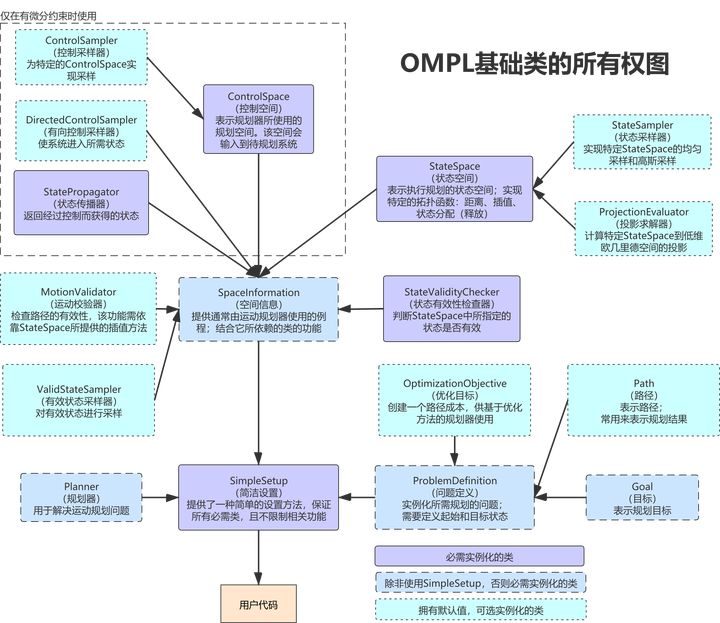 仅在有微分约束时使用
OMPL基础类的所有权图
ControlSampler
（控制采样器）
为特定的ControlSpace实
现采样
ControlSpace
（控制空间）
表示规划器所使用的
规划空间。该空间会
输入到待规划系统
DirectedControlSampler
（有向控制采样器）
使系统进入所需状态
StatePropagator
（状态传播器）
返回经过控制而获得的状态
StateSpace
（状态空间）
表示执行规划的状态空间；实现
特定的拓扑函数：距离、插值、
状态分配（释放）
StateSampler
（状态采样器）
实现特定StateSpace的均匀
采样和高斯采样
ProjectionEvaluator
（投影求解器）
计算特定StateSpace到低维
欧几里德空间的投影
MotionValidator
（运动校验器）
检查路径的有效性，该功能需依
靠StateSpace所提供的插值方法
SpaceInformation
（空间信息）
提供通常由运动规划器使用的例
程；结合它所依赖的类的功能
StateValidityChecker
（状态有效性检查器）
判断StateSpace中所指定的
状态是否有效
ValidStateSampler
（有效状态采样器）
对有效状态进行采样
OptimizationObjective
（优化目标）
创建一个路径成本，供基于优化
方法的规划器使用
Path
（路径）
表示路径；
常用来表示规划结果
Planner
（规划器）
用于解决运动规划问题
SimpleSetup
（简洁设置）
提供了一种简单的设置方法，保证
所有必需类，且不限制相关功能
ProblemDefinition
（问题定义）
实例化所需规划的问题；
需要定义起始和目标状态
Goal
（目标）
表示规划目标
用户代码
必需实例化的类
除非使用SimpleSetup，否则必需实例化的类
拥有默认值，可选实例化的类